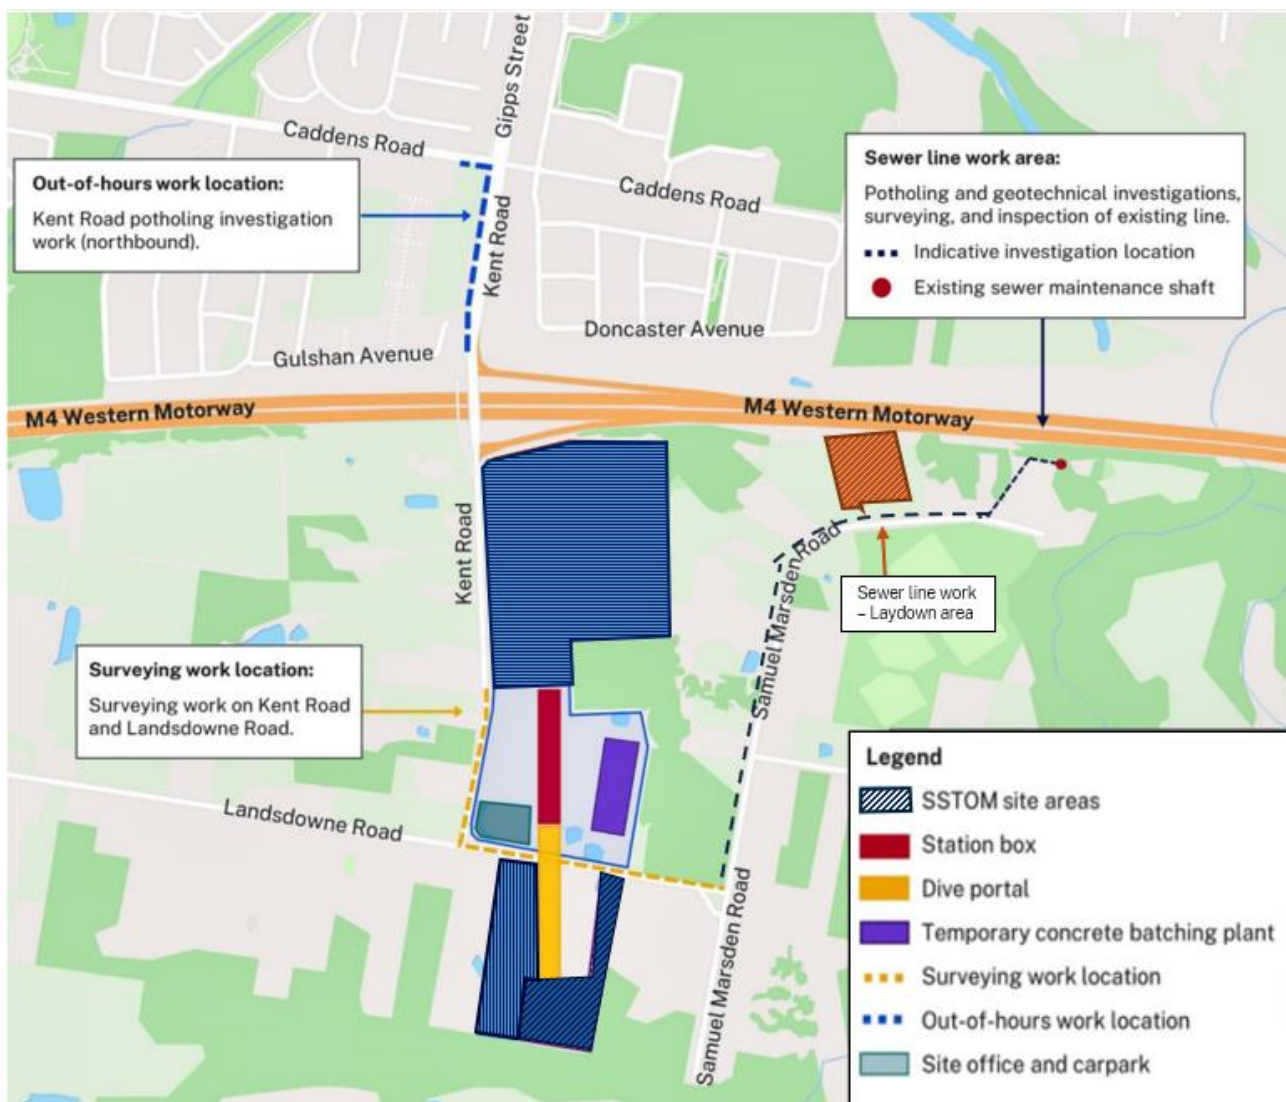 Gipps Street
Caddens Road
Out-of-hours work location:
Kent Road potholing investigation
work (northbound).
Kent Road
Caddens Road
Sewer line work area:
Potholing and geotechnical investigations,
surveying, and inspection of existing line.
Indicative investigation location
Existing sewer maintenance shaft
Doncaster Avenue
Gulshan Avenue
M4 Western Motorway
M4 Western Motorway
Kent Road
Samuel Marsden Road
Sewer line work
– Laydown area
Surveying work location:
Surveying work on Kent Road
and Landsdowne Road.
Landsdowne Road
Samuel Marsden Road
Samuel Marsden Road
Legend
SSTOM site areas
Station box
Dive portal
Temporary concrete batching plant
Surveying work location
Out-of-hours work location
Site office and carpark